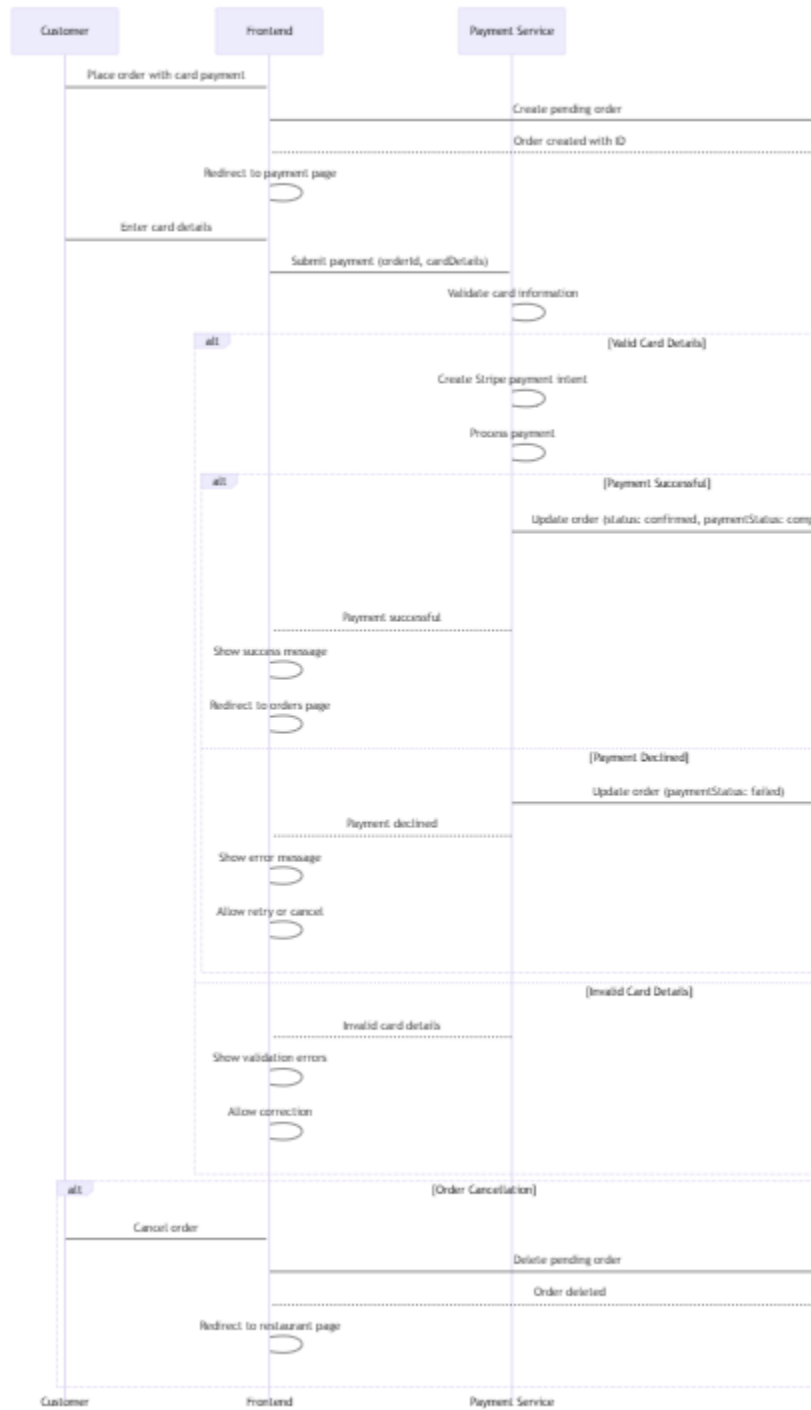 Customer Frontend Payment Service
Place order with card payment
Create pending order
Order created with ID
Redirect to payment page
Enter card details
Submit payment (orderId, cardDetails)
Validate card information
alt [Valid Card Details]
Create Stripe payment intent
Process payment
alt [Payment Successful]
Update order (status: confirmed, paymentStatus: comp
Payment successful
Show success message
Redirect to orders page
[Payment Declined]
Update order (paymentStatus: failed)
Payment declined
Show error message
Allow retry or cancel
[Invalid Card Details]
Invalid card details
Show validation errors
Allow correction
alt [Order Cancellation]
Cancel order
Delete pending order
Order deleted
Redirect to restaurant page
Customer Frontend Payment Service